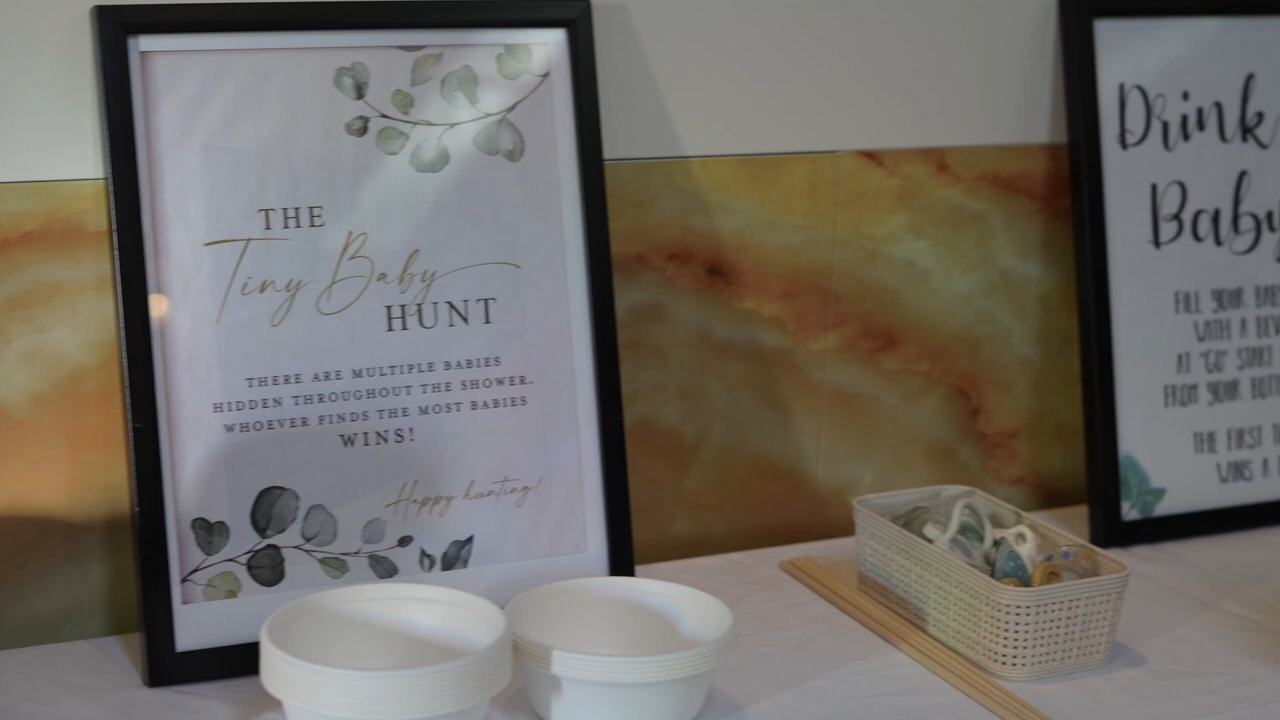 THE
Tiny Baby
HUNT
THERE ARE MULTIPLE BABIES
HIDDEN THROUGHOUT THE SHOWER.
WHOEVER FINDS THE MOST BABIES
WINS!
Happy hunting!
Drink
Baby
FILL YOUR
WITH A
AT "GO" START
FROM YOUR
THE FIRST
WINS A